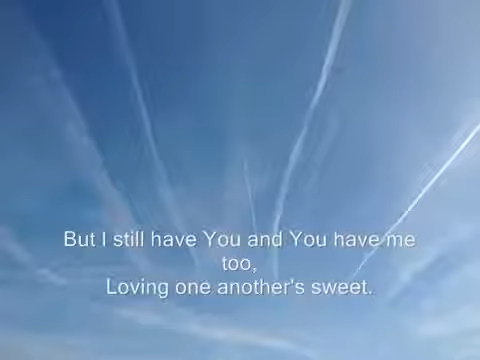 But I still have You and You have me
too,
Loving one another's sweet.